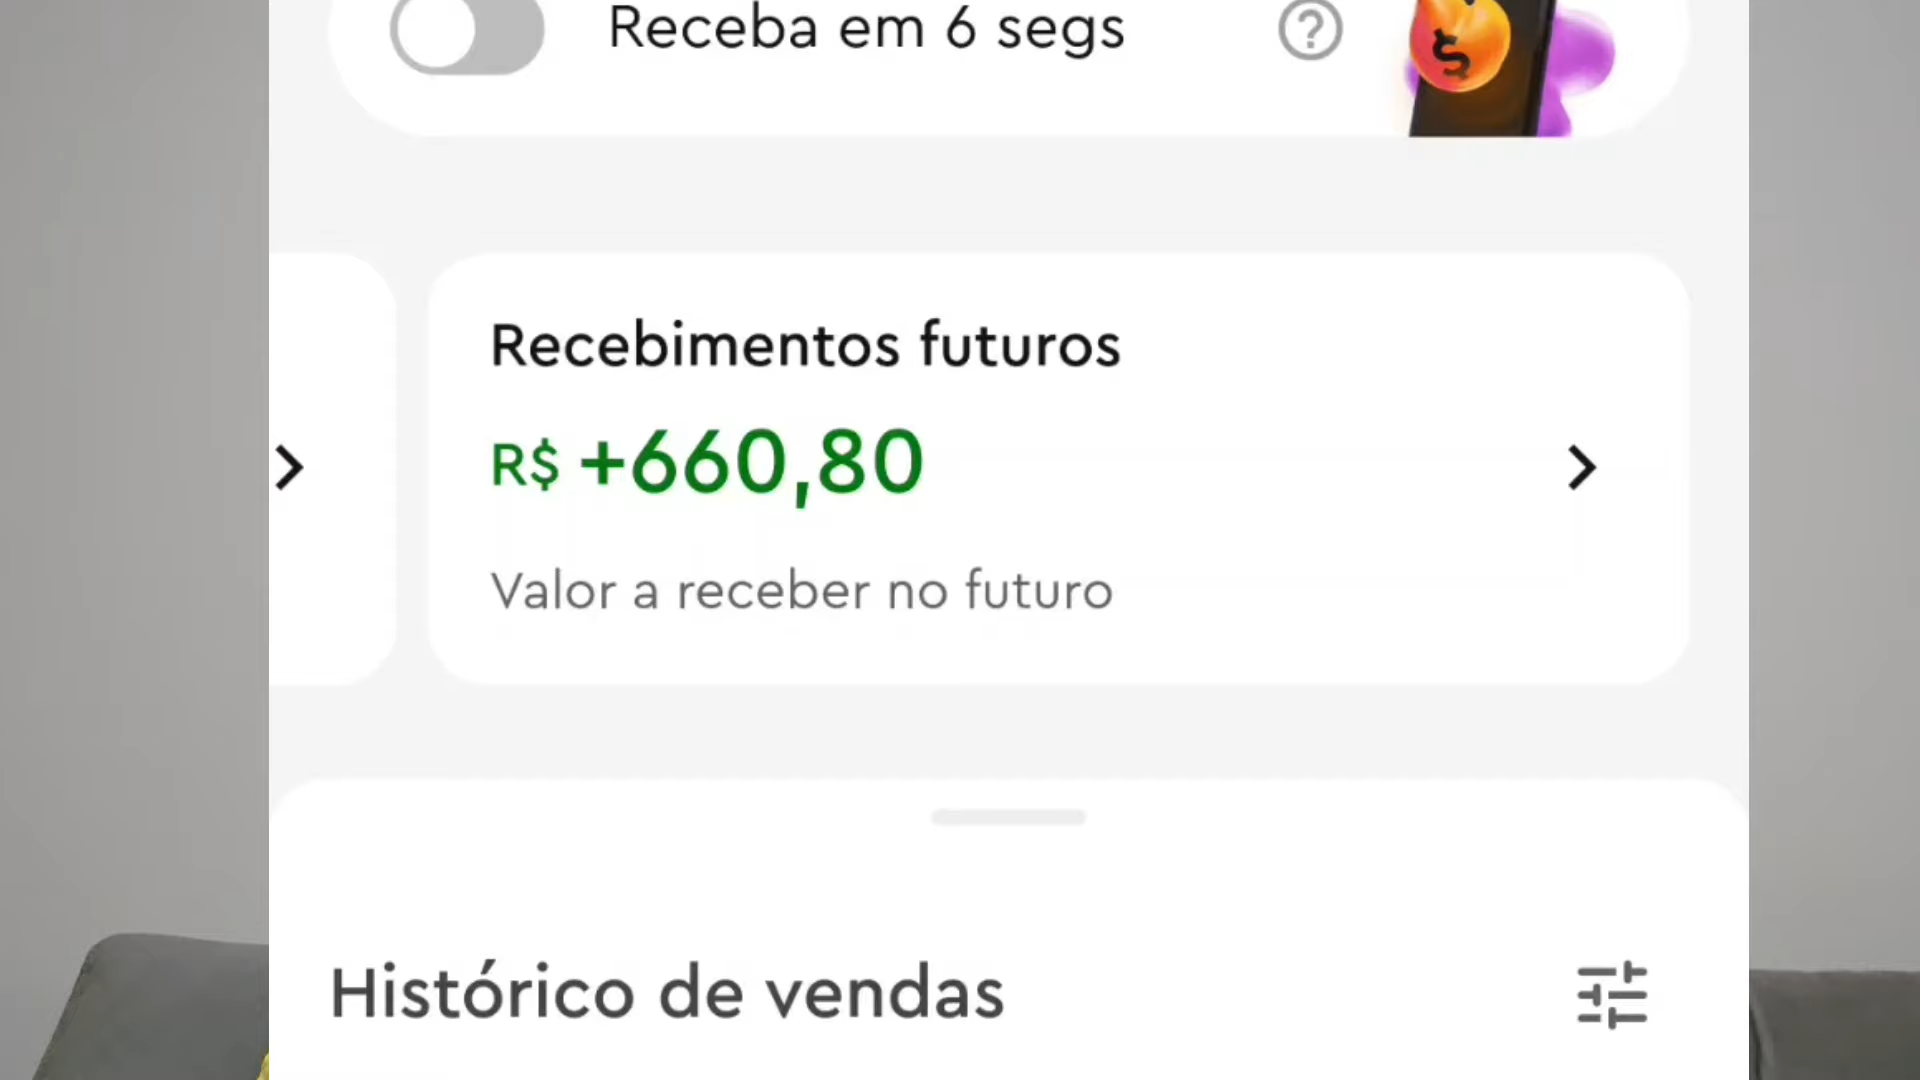 Receba em 6 segs
Recebimentos futuros
R$ +660,80
Valor a receber no futuro
Histórico de vendas